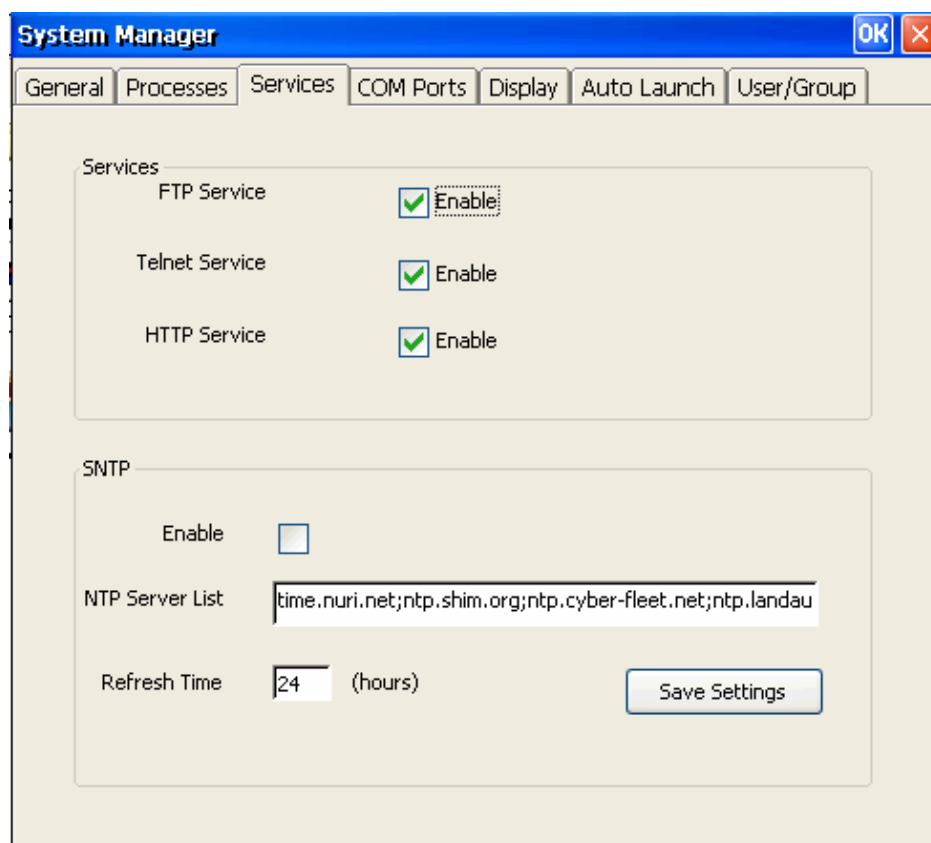 System Manager OK
General Processes Services COM Ports Display Auto Launch User/Group
Services
FTP Service Enable
Telnet Service Enable
HTTP Service Enable
SNTP
Enable
NTP Server List time.nuri.net;ntp.shim.org;ntp.cyber-fleet.net;ntp.landau
Refresh Time 24 (hours) Save Settings